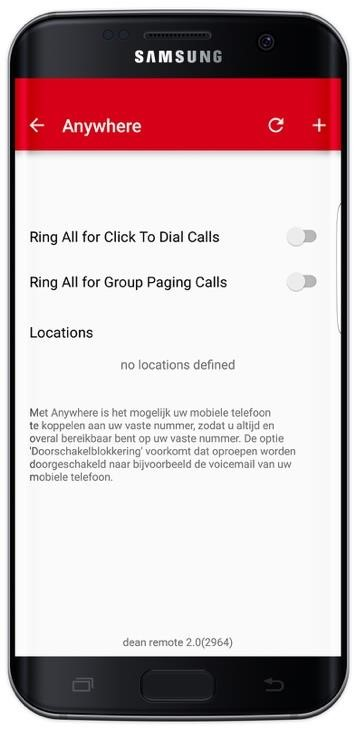 SAMSUNG
Anywhere
Ring All for Click To Dial Calls
Ring All for Group Paging Calls
Locations
no locations defined
Met Anywhere is het mogelijk uw mobiele telefoon
te koppelen aan uw vaste nummer, zodat u altijd en
overal bereikbaar bent op uw vaste nummer. De optie
'Doorschakelblokkering' voorkomt dat oproepen worden
doorgeschakeld naar bijvoorbeeld de voicemail van uw
mobiele telefoon.
dean remote 2.0(2964)